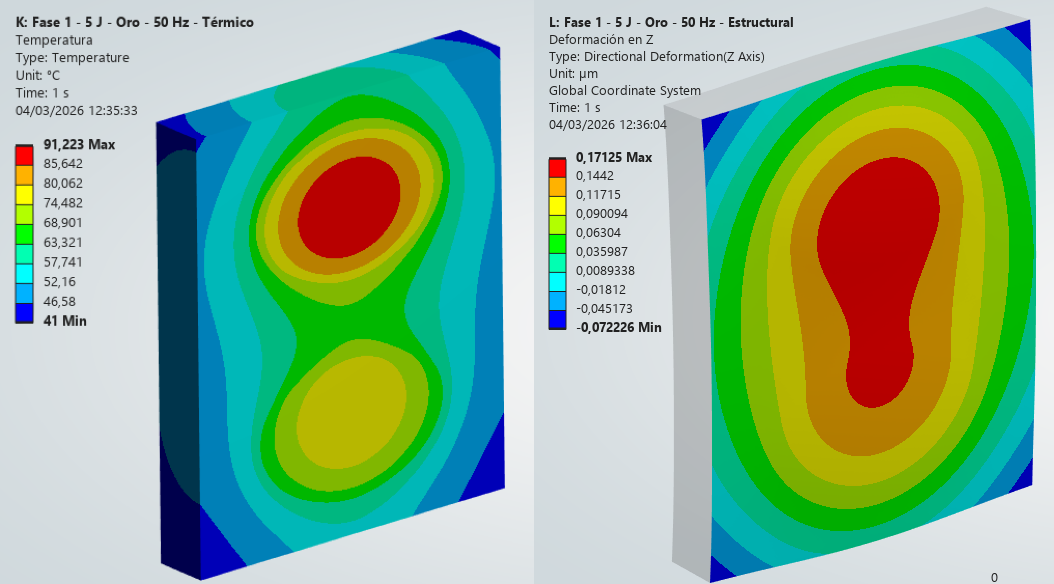 K: Fase 1 - 5 J - Oro - 50 Hz - Térmico
Temperatura
Type: Temperature
Unit: °C
Time: 1 s
04/03/2026 12:35:33
91,223 Max
85,642
80,062
74,482
68,901
63,321
57,741
52,16
46,58
41 Min
L: Fase 1 - 5 J - Oro - 50 Hz - Estructural
Deformación en Z
Type: Directional Deformation(Z Axis)
Unit: µm
Global Coordinate System
Time: 1 s
04/03/2026 12:36:04
0,17125 Max
0,1442
0,11715
0,090094
0,06304
0,035987
0,0089338
-0,01812
-0,045173
-0,072226 Min
0